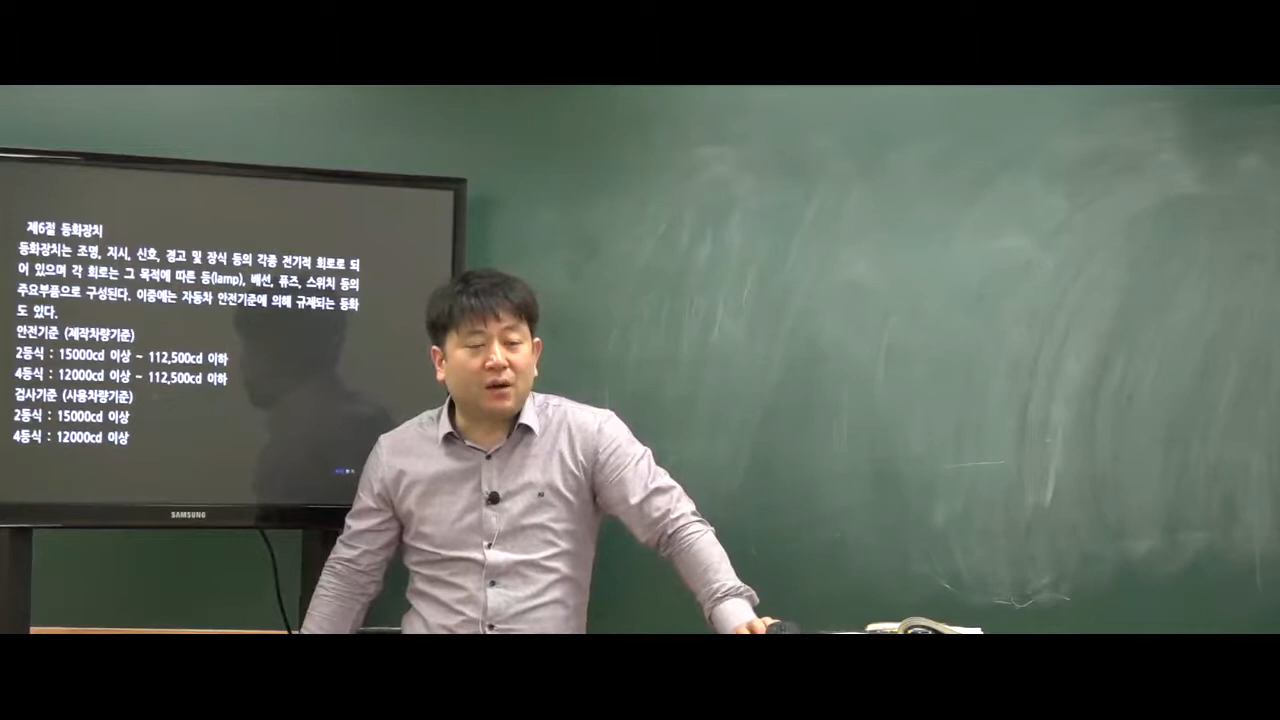 제6절 등화장치
등화장치는 조명, 지시, 신호, 경고 및 장식 등의 각종 전기적 회로로 되
어 있으며 각 회로는 그 목적에 따른 등(lamp), 배선, 퓨즈, 스위치 등의
주요부품으로 구성된다. 이중에는 자동차 안전기준에 의해 규제되는 등화
도 있다.
안전기준 (제작차량기준)
2등식 : 15000cd 이상 ~ 112,500cd 이하
4등식 : 12000cd 이상 ~ 112,500cd 이하
검사기준 (사용차량기준)
2등식 : 15000cd 이상
4등식 : 12000cd 이상
SAMSUNG